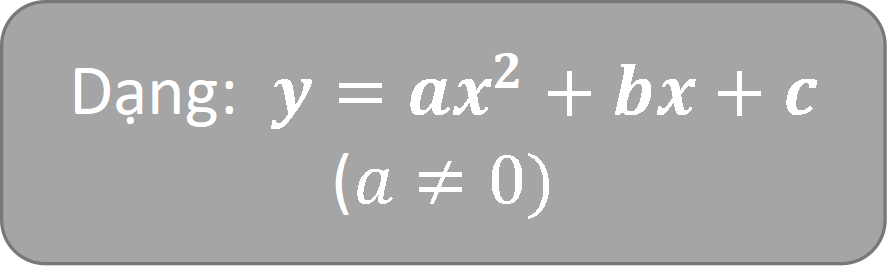 Dạng: y = ax² + bx + c
(a ≠ 0)